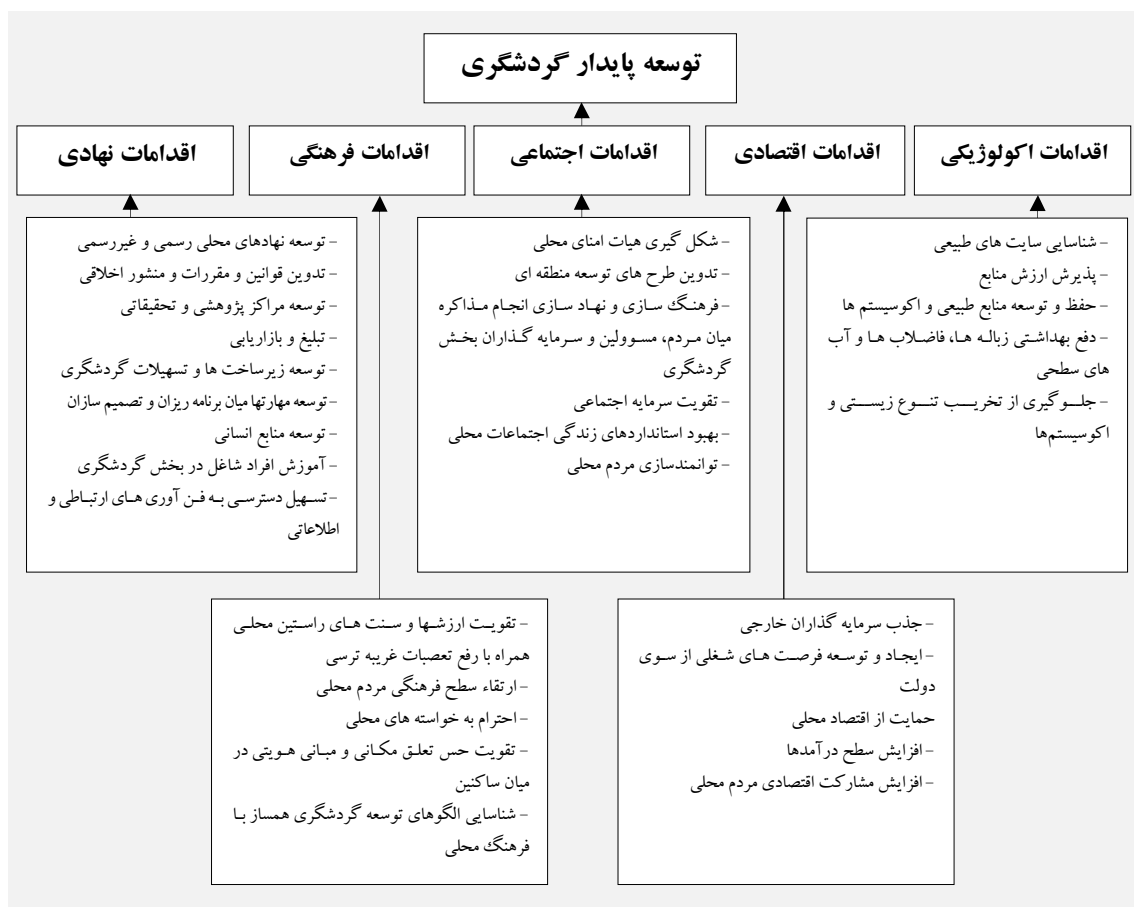 توسعه پایدار گردشگری
اقدامات اکولوژیکی
اقدامات اقتصادی
اقدامات اجتماعی
اقدامات فرهنگی
اقدامات نهادی
- شناسایی سایت های طبیعی
- پذیرش ارزش منابع
- حفظ و توسعه منابع طبیعی و اکوسیستم ها
- دفع بهداشتی زباله ها، فاضلاب ها و آب
های سطحی
- جلوگیری از تخریب تنوع زیستی و
اکوسیستم‌ها
- شکل گیری هیات امنای محلی
- تدوین طرح های توسعه منطقه ای
- فرهنگ سازی و نهاد سازی انجام مذاکره
میان مردم، مسوولین و سرمایه گذاران بخش
گردشگری
- تقویت سرمایه اجتماعی
- بهبود استانداردهای زندگی اجتماعات محلی
- توانمندسازی مردم محلی
- توسعه نهادهای محلی رسمی و غیررسمی
- تدوین قوانین و مقررات و منشور اخلاقی
- توسعه مراکز پژوهشی و تحقیقاتی
- تبلیغ و بازاریابی
- توسعه زیرساخت ها و تسهیلات گردشگری
- توسعه مهارتها میان برنامه ریزان و تصمیم سازان
- توسعه منابع انسانی
- آموزش افراد شاغل در بخش گردشگری
- تسهیل دسترسی به فن آوری های ارتباطی و
اطلاعاتی
- جذب سرمایه گذاران خارجی
- ایجاد و توسعه فرصت های شغلی از سوی
دولت
حمایت از اقتصاد محلی
- افزایش سطح درآمدها
- افزایش مشارکت اقتصادی مردم محلی
- تقویت ارزشها و سنت های راستین محلی
همراه با رفع تعصبات غریبه ترسی
- ارتقاء سطح فرهنگی مردم محلی
- احترام به خواسته های محلی
- تقویت حس تعلق مکانی و مبانی هویتی در
میان ساکنین
- شناسایی الگوهای توسعه گردشگری همساز با
فرهنگ محلی